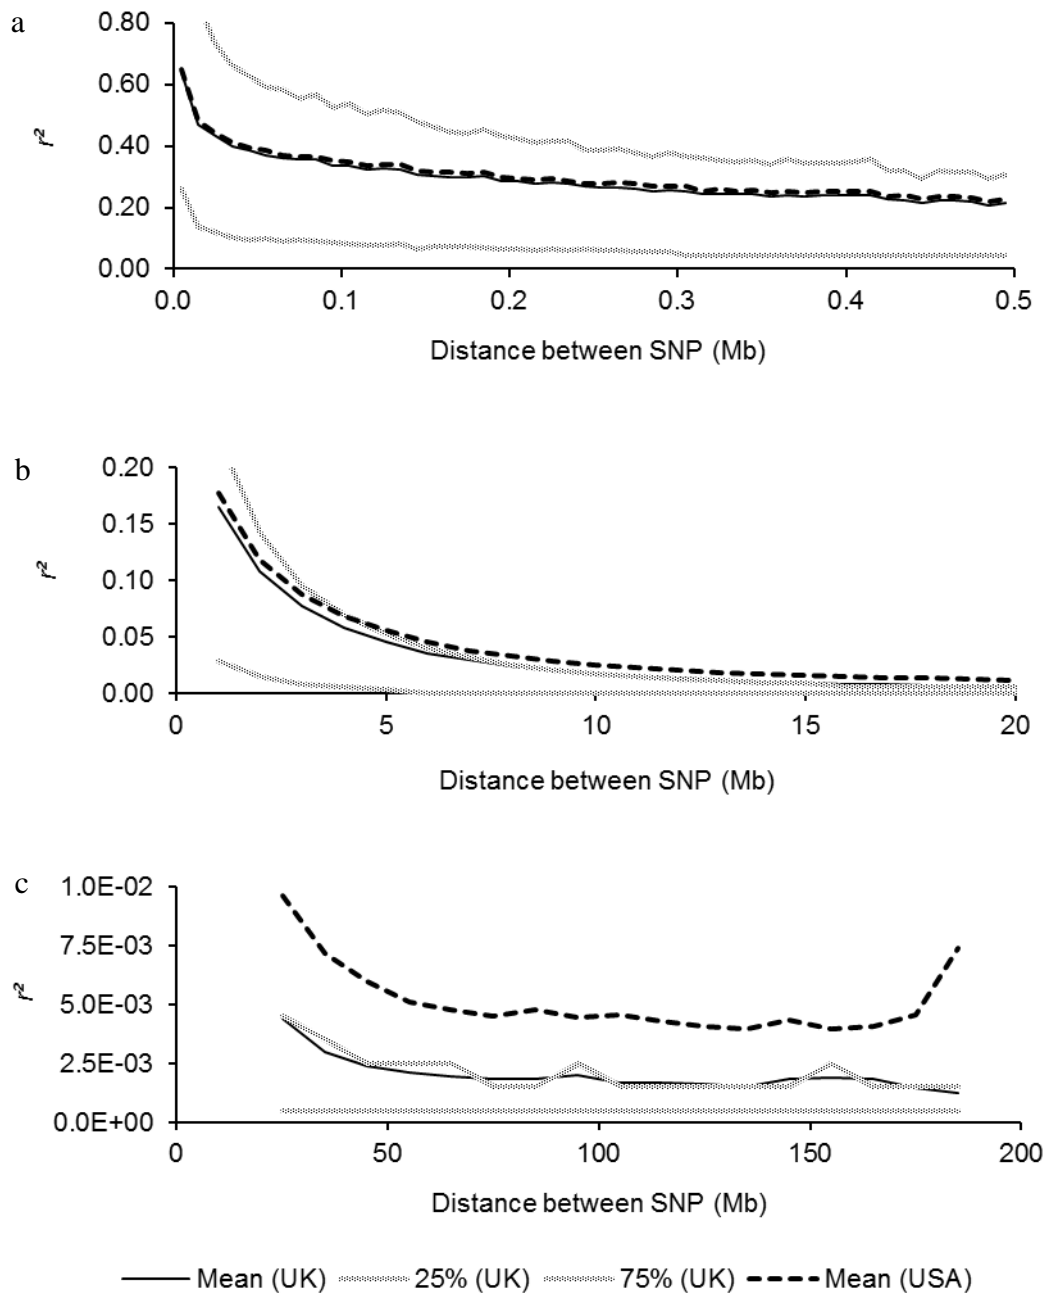 a
0.80
0.60
0.40
0.20
0.00
r²
0.0 0.1 0.2 0.3 0.4 0.5
Distance between SNP (Mb)
b
0.20
0.15
0.10
0.05
0.00
r²
0 5 10 15 20
Distance between SNP (Mb)
c
1.0E-02
7.5E-03
5.0E-03
2.5E-03
0.0E+00
r²
0 50 100 150 200
Distance between SNP (Mb)
Mean (UK) 25% (UK) 75% (UK) Mean (USA)